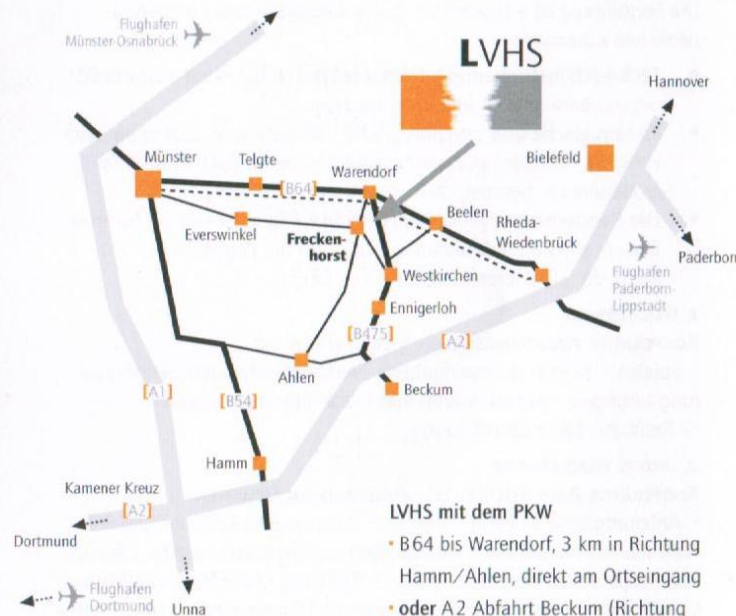 Flughafen
Münster-Osnabrück
LVHS
Hannover
Münster
Telgte
[B64]
Warendorf
Bielefeld
Everswinkel
Frecken-
horst
Beelen
Rheda-
Wiedenbrück
Paderborn
Westkirchen
Flughafen
Paderborn-
Lippstadt
Ennigerloh
[B475]
[A2]
Ahlen
Beckum
[A1]
[B54]
Hamm
Kamener Kreuz
[A2]
Dortmund
Flughafen
Dortmund
Unna
LVHS mit dem PKW
• B64 bis Warendorf, 3 km in Richtung
Hamm/Ahlen, direkt am Ortseingang
• oder A2 Abfahrt Beckum (Richtung